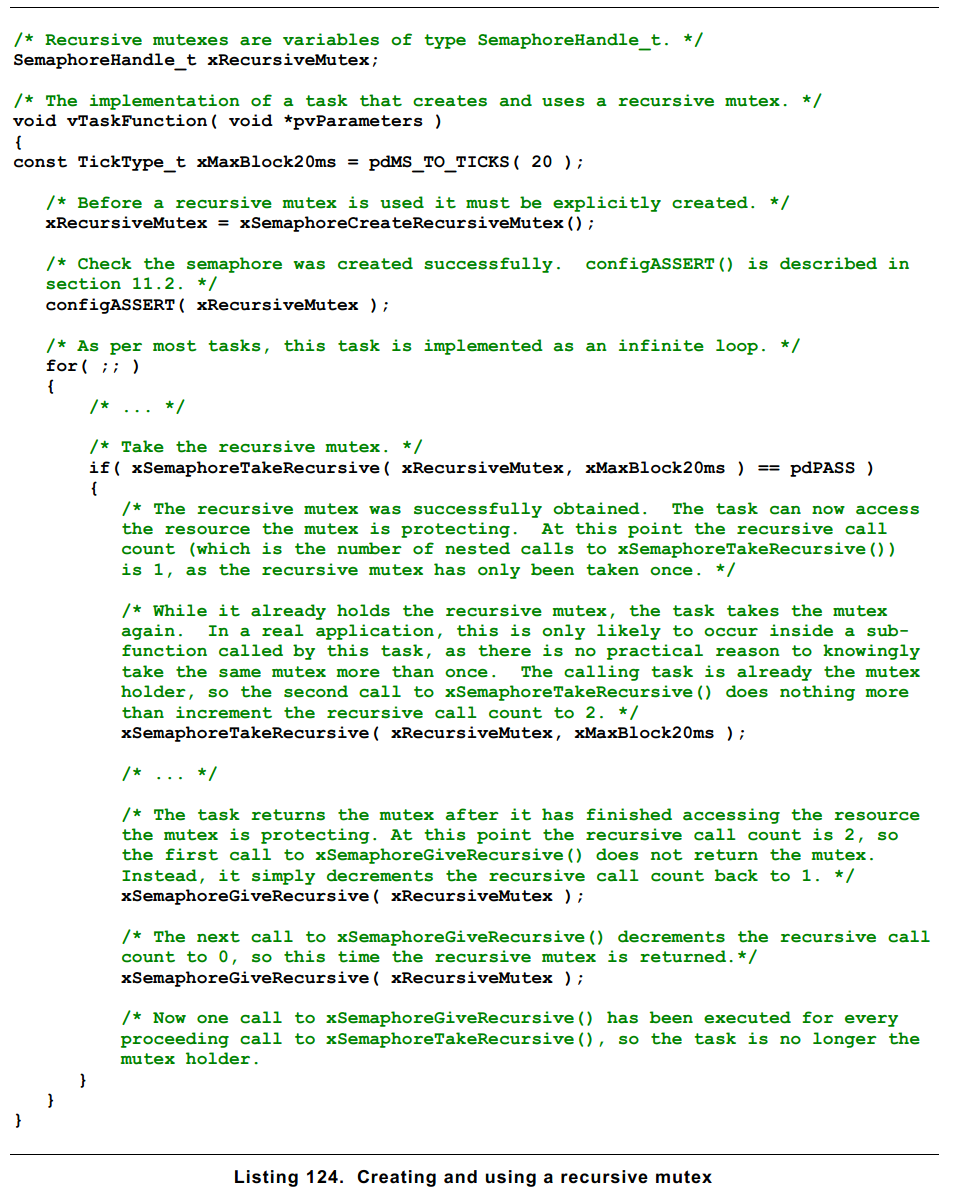 /* Recursive mutexes are variables of type SemaphoreHandle_t. */
SemaphoreHandle_t xRecursiveMutex;
/* The implementation of a task that creates and uses a recursive mutex. */
void vTaskFunction( void *pvParameters )
{
const TickType_t xMaxBlock20ms = pdMS_TO_TICKS( 20 );
/* Before a recursive mutex is used it must be explicitly created. */
xRecursiveMutex = xSemaphoreCreateRecursiveMutex();
/* Check the semaphore was created successfully.  configASSERT() is described in
section 11.2. */
configASSERT( xRecursiveMutex );
/* As per most tasks, this task is implemented as an infinite loop. */
for( ;; )
{
/* ... */
/* Take the recursive mutex. */
if( xSemaphoreTakeRecursive( xRecursiveMutex, xMaxBlock20ms ) == pdPASS )
{
/* The recursive mutex was successfully obtained.  The task can now access
the resource the mutex is protecting.  At this point the recursive call
count (which is the number of nested calls to xSemaphoreTakeRecursive())
is 1, as the recursive mutex has only been taken once. */
/* While it already holds the recursive mutex, the task takes the mutex
again.  In a real application, this is only likely to occur inside a sub-
function called by this task, as there is no practical reason to knowingly
take the same mutex more than once.  The calling task is already the mutex
holder, so the second call to xSemaphoreTakeRecursive() does nothing more
than increment the recursive call count to 2. */
xSemaphoreTakeRecursive( xRecursiveMutex, xMaxBlock20ms );
/* ... */
/* The task returns the mutex after it has finished accessing the resource
the mutex is protecting. At this point the recursive call count is 2, so
the first call to xSemaphoreGiveRecursive() does not return the mutex.
Instead, it simply decrements the recursive call count back to 1. */
xSemaphoreGiveRecursive( xRecursiveMutex );
/* The next call to xSemaphoreGiveRecursive() decrements the recursive call
count to 0, so this time the recursive mutex is returned.*/
xSemaphoreGiveRecursive( xRecursiveMutex );
/* Now one call to xSemaphoreGiveRecursive() has been executed for every
proceeding call to xSemaphoreTakeRecursive(), so the task is no longer the
mutex holder.
}
}
}
Listing 124.  Creating and using a recursive mutex